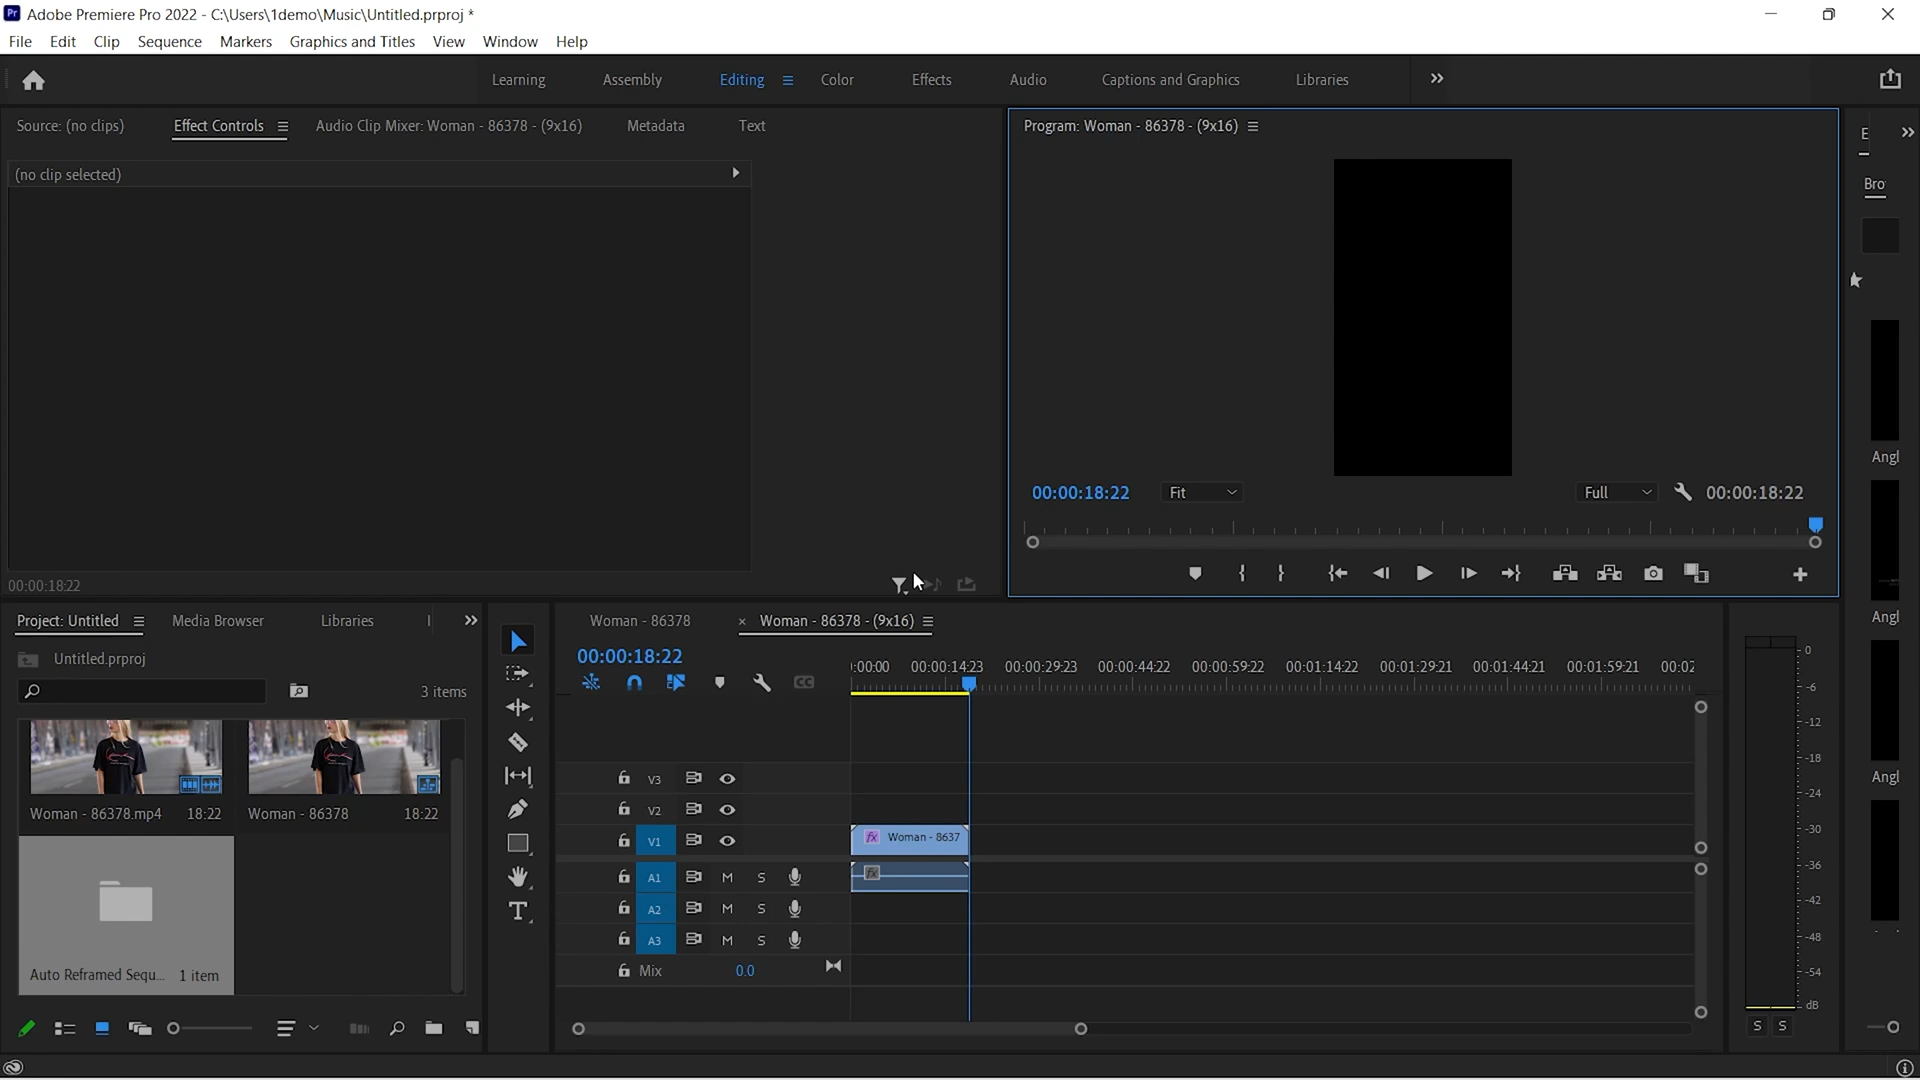 Adobe Premiere Pro 2022 - C:\Users\1demo\Music\Untitled.prproj *
File Edit Clip Sequence Markers Graphics and Titles View Window Help
Learning Assembly Editing Color Effects Audio Captions and Graphics Libraries
Source: (no clips) Effect Controls Audio Clip Mixer: Woman - 86378 - (9x16) Metadata Text
Program: Woman - 86378 - (9x16)
E
(no clip selected)
Bro
Angl
00:00:18:22 Fit Full 00:00:18:22
00:00:18:22
Angl
Project: Untitled Media Browser Libraries
Woman - 86378 × Woman - 86378 - (9x16)
Untitled.prproj
00:00:18:22
:00:00 00:00:14:23 00:00:29:23 00:00:44:22 00:00:59:22 00:01:14:22 00:01:29:21 00:01:44:21 00:01:59:21 00:02
3 items
CC
Woman - 86378.mp4 18:22
Woman - 86378 18:22
Auto Reframed Sequ... 1 item
V3
V2
V1 fx Woman - 8637
A1 M S fx
A2 M S
A3 M S
Mix 0.0
T
0
-6
-12
-18
-24
-30
-36
-42
-48
-54
dB
S S
Angl